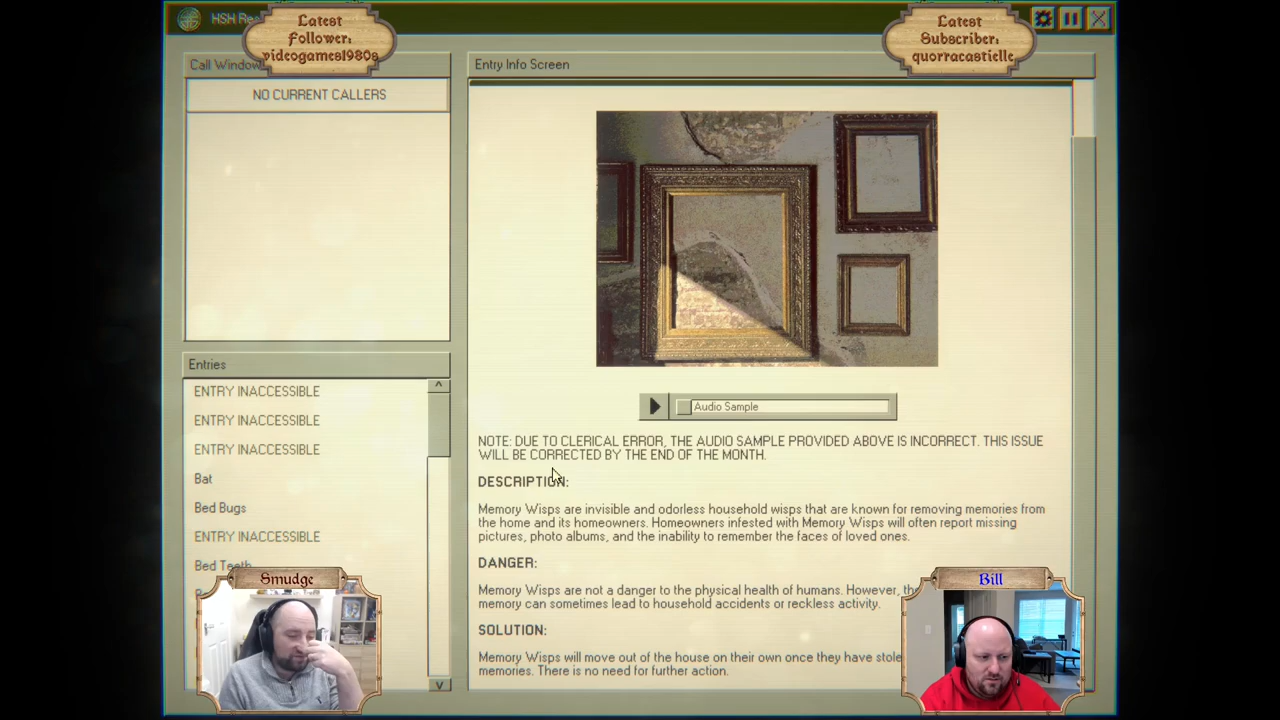 HSH Re
Latest
Follower:
videogames1980s
Latest
Subscriber:
quorracastielle
Call Window
NO CURRENT CALLERS
Entries
ENTRY INACCESSIBLE
ENTRY INACCESSIBLE
ENTRY INACCESSIBLE
Bat
Bed Bugs
ENTRY INACCESSIBLE
Bed Teeth
Smudge
Entry Info Screen
Audio Sample
NOTE: DUE TO CLERICAL ERROR, THE AUDIO SAMPLE PROVIDED ABOVE IS INCORRECT. THIS ISSUE
WILL BE CORRECTED BY THE END OF THE MONTH.
DESCRIPTION:
Memory Wisps are invisible and odorless household wisps that are known for removing memories from
the home and its homeowners. Homeowners infested with Memory Wisps will often report missing
pictures, photo albums, and the inability to remember the faces of loved ones.
DANGER:
Memory Wisps are not a danger to the physical health of humans. However, th
memory can sometimes lead to household accidents or reckless activity.
SOLUTION:
Memory Wisps will move out of the house on their own once they have stole
memories. There is no need for further action.
Bill